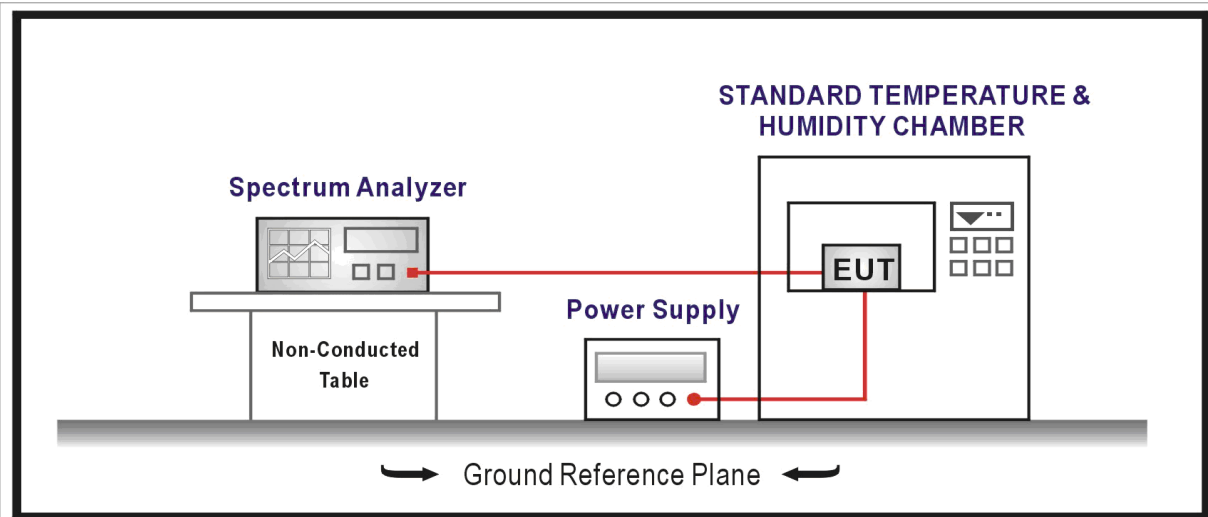 STANDARD TEMPERATURE &
HUMIDITY CHAMBER
Spectrum Analyzer
EUT
Power Supply
Non-Conducted
Table
Ground Reference Plane